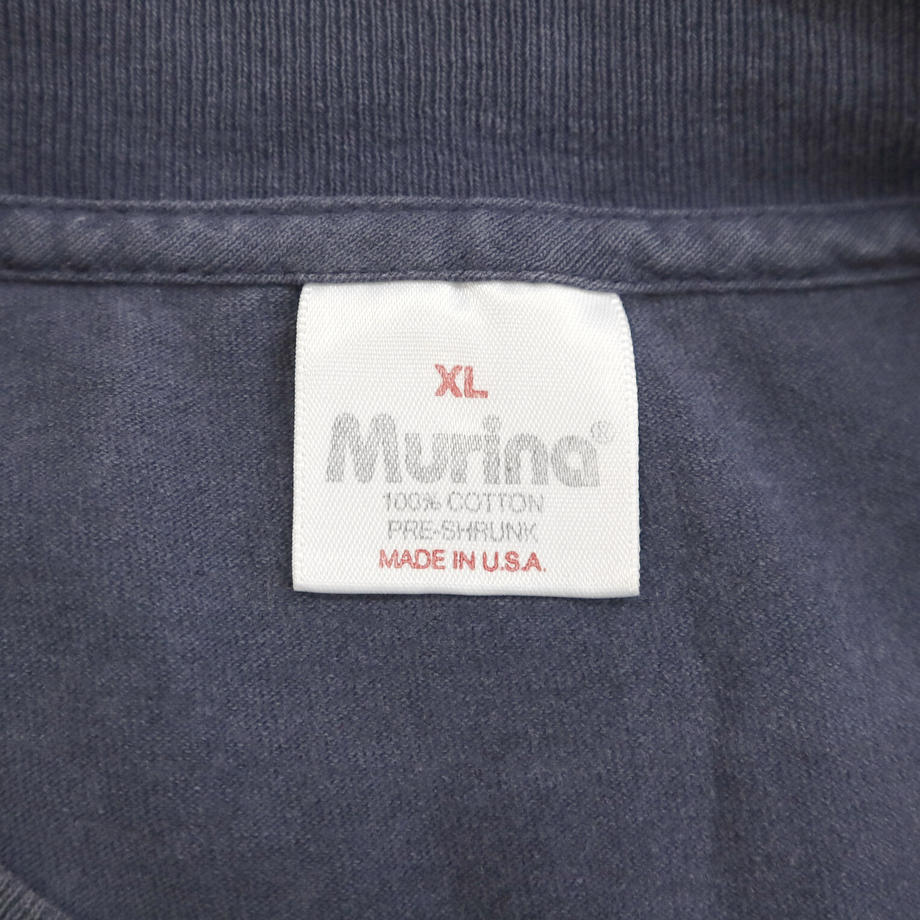 XL
Murina®
100% COTTON
PRE-SHRUNK
MADE IN U.S.A.